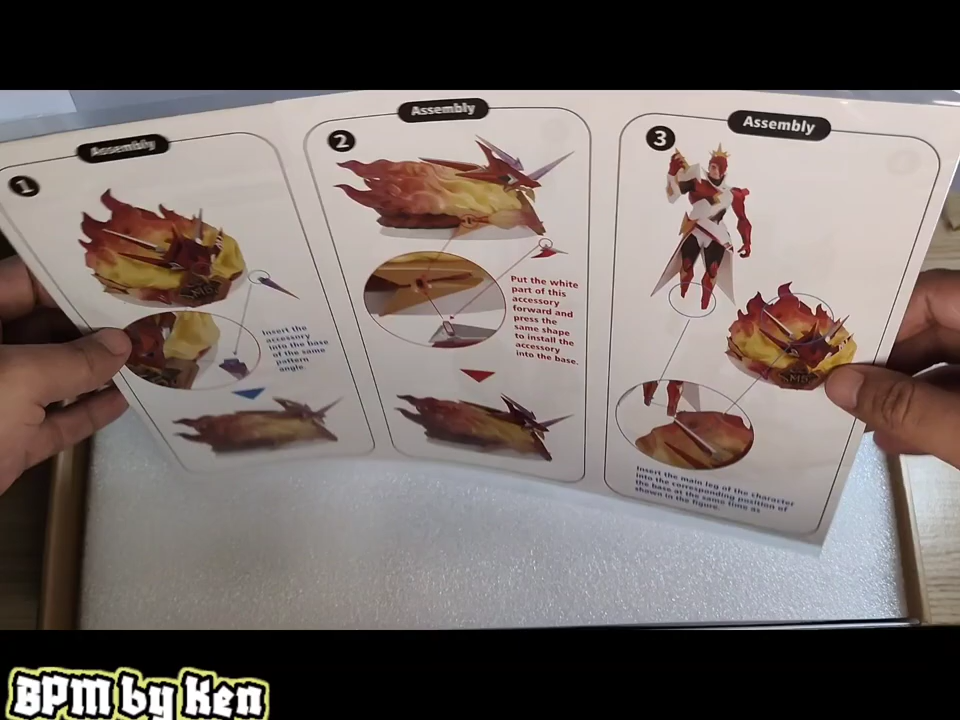 Assembly
1
Insert the
accessory
into the base
of the same
pattern
angle.
Assembly
2
Put the white
part of this
accessory
forward and
press the
same shape
to install the
accessory
into the base.
Assembly
3
Insert the main leg of the character
into the corresponding position of
the base at the same time as
shown in the figure.
BPM by Ken